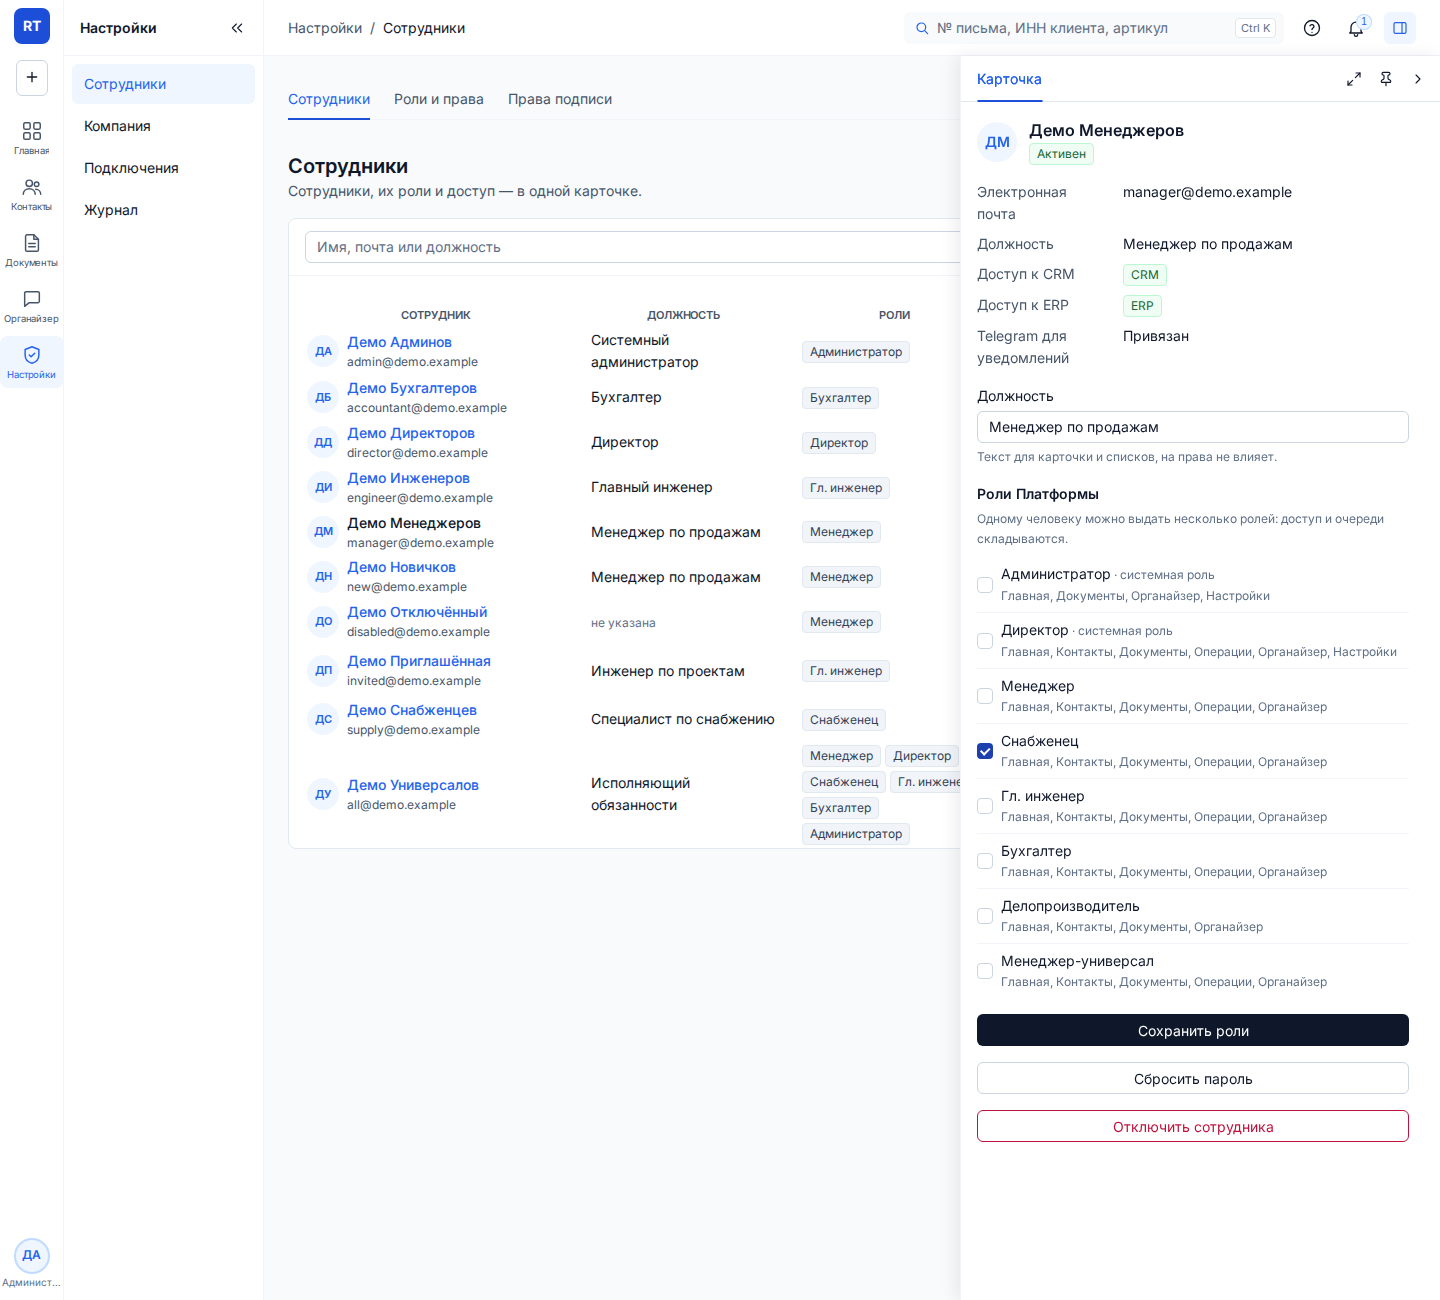 RT
Главная
Контакты
Документы
Органайзер
Настройки
ДА
Админист...
Настройки
Сотрудники
Компания
Подключения
Журнал
Настройки / Сотрудники
№ письма, ИНН клиента, артикул
Ctrl K
1
Сотрудники
Роли и права
Права подписи
Сотрудники
Сотрудники, их роли и доступ — в одной карточке.
Имя, почта или должность
СОТРУДНИК ДОЛЖНОСТЬ РОЛИ
ДА Демо Админов
admin@demo.example
Системный
администратор
Администратор
ДБ Демо Бухгалтеров
accountant@demo.example
Бухгалтер
Бухгалтер
ДД Демо Директоров
director@demo.example
Директор
Директор
ДИ Демо Инженеров
engineer@demo.example
Главный инженер
Гл. инженер
ДМ Демо Менеджеров
manager@demo.example
Менеджер по продажам
Менеджер
ДН Демо Новичков
new@demo.example
Менеджер по продажам
Менеджер
ДО Демо Отключённый
disabled@demo.example
не указана
Менеджер
ДП Демо Приглашённая
invited@demo.example
Инженер по проектам
Гл. инженер
ДС Демо Снабженцев
supply@demo.example
Специалист по снабжению
Снабженец
ДУ Демо Универсалов
all@demo.example
Исполняющий
обязанности
Менеджер Директор
Снабженец Гл. инжене
Бухгалтер
Администратор
Карточка
ДМ
Демо Менеджеров
Активен
Электронная
почта
manager@demo.example
Должность Менеджер по продажам
Доступ к CRM CRM
Доступ к ERP ERP
Telegram для
уведомлений
Привязан
Должность
Менеджер по продажам
Текст для карточки и списков, на права не влияет.
Роли Платформы
Одному человеку можно выдать несколько ролей: доступ и очереди
складываются.
Администратор · системная роль
Главная, Документы, Органайзер, Настройки
Директор · системная роль
Главная, Контакты, Документы, Операции, Органайзер, Настройки
Менеджер
Главная, Контакты, Документы, Операции, Органайзер
Снабженец
Главная, Контакты, Документы, Операции, Органайзер
Гл. инженер
Главная, Контакты, Документы, Операции, Органайзер
Бухгалтер
Главная, Контакты, Документы, Операции, Органайзер
Делопроизводитель
Главная, Контакты, Документы, Органайзер
Менеджер-универсал
Главная, Контакты, Документы, Операции, Органайзер
Сохранить роли
Сбросить пароль
Отключить сотрудника